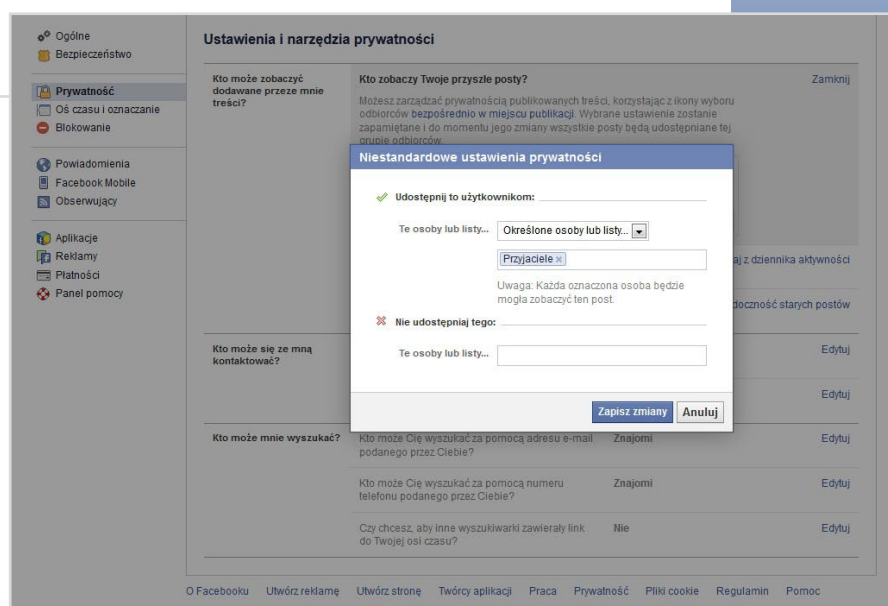 Ogólne
Bezpieczeństwo
Prywatność
Oś czasu i oznaczanie
Blokowanie
Powiadomienia
Facebook Mobile
Obserwujący
Aplikacje
Reklamy
Płatności
Panel pomocy
Ustawienia i narzędzia prywatności
Kto może zobaczyć
dodawane przeze mnie
treści?
Kto zobaczy Twoje przyszłe posty?
Zamknij
Możesz zarządzać prywatnością publikowanych treści, korzystając z ikony wyboru
odbiorców bezpośrednio w miejscu publikacji. Wybrane ustawienie zostanie
zapamiętane i do momentu jego zmiany wszystkie posty będą udostępniane tej
grupie odbiorców.
Niestandardowe ustawienia prywatności
Udostępnij to użytkownikom:
Te osoby lub listy... Określone osoby lub listy...
Przyjaciele ×
Uwaga: Każda oznaczona osoba będzie
mogła zobaczyć ten post.
Nie udostępniaj tego:
Te osoby lub listy...
Zapisz zmiany Anuluj
aj z dziennika aktywności
doczność starych postów
Kto może się ze mną
kontaktować?
Edytuj
Edytuj
Kto może mnie wyszukać?
Kto może Cię wyszukać za pomocą adresu e-mail
podanego przez Ciebie?
Znajomi
Edytuj
Kto może Cię wyszukać za pomocą numeru
telefonu podanego przez Ciebie?
Znajomi
Edytuj
Czy chcesz, aby inne wyszukiwarki zawierały link
do Twojej osi czasu?
Nie
Edytuj
O Facebooku Utwórz reklamę Utwórz stronę Twórcy aplikacji Praca Prywatność Pliki cookie Regulamin Pomoc